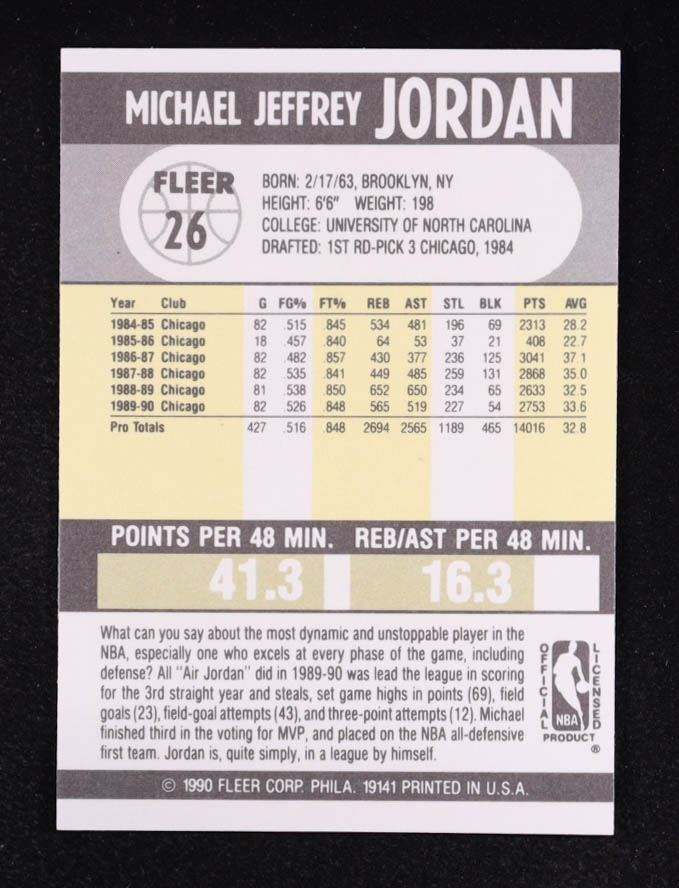 MICHAEL JEFFREY JORDAN
FLEER
26
BORN: 2/17/63, BROOKLYN, NY
HEIGHT: 6'6" WEIGHT: 198
COLLEGE: UNIVERSITY OF NORTH CAROLINA
DRAFTED: 1ST RD-PICK 3 CHICAGO, 1984
Year Club G FG% FT% REB AST STL BLK PTS AVG
1984-85 Chicago 82 .515 .845 534 481 196 69 2313 28.2
1985-86 Chicago 18 .457 .840 64 53 37 21 408 22.7
1986-87 Chicago 82 .482 .857 430 377 236 125 3041 37.1
1987-88 Chicago 82 .535 .841 449 485 259 131 2868 35.0
1988-89 Chicago 81 .538 .850 652 650 234 65 2633 32.5
1989-90 Chicago 82 .526 .848 565 519 227 54 2753 33.6
Pro Totals 427 .516 .848 2694 2565 1189 465 14016 32.8
POINTS PER 48 MIN. REB/AST PER 48 MIN.
41.3 16.3
What can you say about the most dynamic and unstoppable player in the
NBA, especially one who excels at every phase of the game, including
defense? All "Air Jordan" did in 1989-90 was lead the league in scoring
for the 3rd straight year and steals, set game highs in points (69), field
goals (23), field-goal attempts (43), and three-point attempts (12). Michael
finished third in the voting for MVP, and placed on the NBA all-defensive
first team. Jordan is, quite simply, in a league by himself.
OFFICIAL
NBA
LICENSED
PRODUCT
®
© 1990 FLEER CORP. PHILA. 19141 PRINTED IN U.S.A.